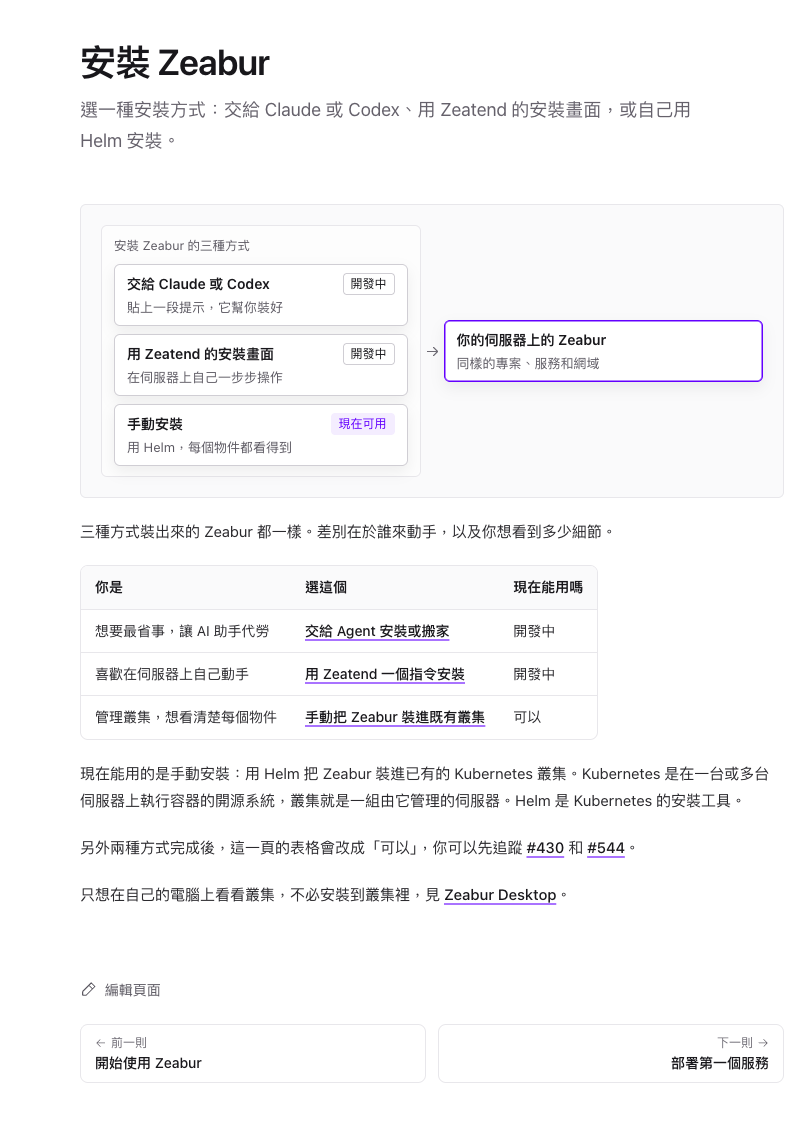 安裝 Zeabur
選一種安裝方式：交給 Claude 或 Codex、用 Zeatend 的安裝畫面，或自己用
Helm 安裝。
安裝 Zeabur 的三種方式
交給 Claude 或 Codex
開發中
貼上一段提示，它幫你裝好
用 Zeatend 的安裝畫面
開發中
在伺服器上自己一步步操作
手動安裝
現在可用
用 Helm，每個物件都看得到
→
你的伺服器上的 Zeabur
同樣的專案、服務和網域
三種方式裝出來的 Zeabur 都一樣。差別在於誰來動手，以及你想看到多少細節。
你是 選這個 現在能用嗎
想要最省事，讓 AI 助手代勞 交給 Agent 安裝或搬家 開發中
喜歡在伺服器上自己動手 用 Zeatend 一個指令安裝 開發中
管理叢集，想看清楚每個物件 手動把 Zeabur 裝進既有叢集 可以
現在能用的是手動安裝：用 Helm 把 Zeabur 裝進已有的 Kubernetes 叢集。Kubernetes 是在一台或多台
伺服器上執行容器的開源系統，叢集就是一組由它管理的伺服器。Helm 是 Kubernetes 的安裝工具。
另外兩種方式完成後，這一頁的表格會改成「可以」，你可以先追蹤 #430 和 #544。
只想在自己的電腦上看看叢集，不必安裝到叢集裡，見 Zeabur Desktop。
編輯頁面
← 前一則
開始使用 Zeabur
下一則 →
部署第一個服務